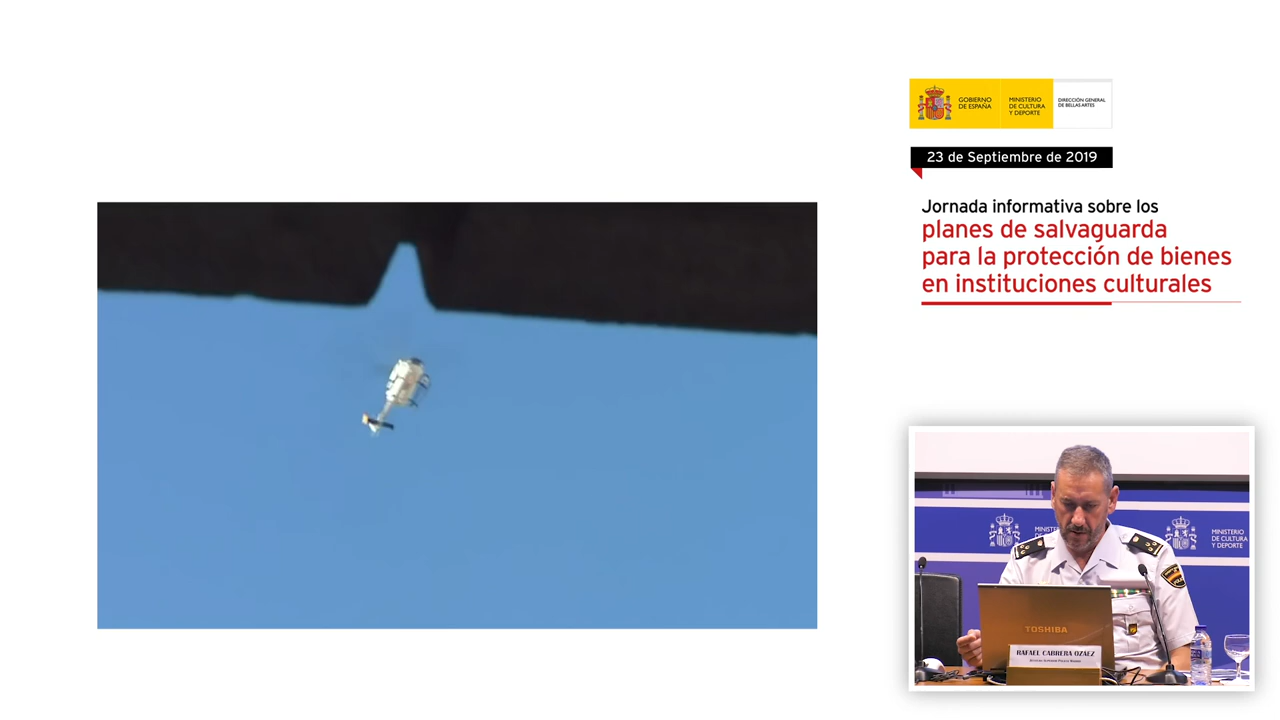 GOBIERNO
DE ESPAÑA
MINISTERIO
DE CULTURA
Y DEPORTE
DIRECCIÓN GENERAL
DE BELLAS ARTES
23 de Septiembre de 2019
Jornada informativa sobre los
planes de salvaguarda
para la protección de bienes
en instituciones culturales
MINISTERIO
DE CULTURA
Y DEPORTE
TOSHIBA
RAFAEL CABRERA OZAEZ